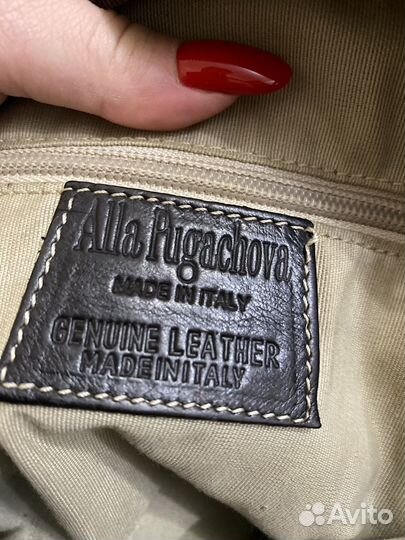 Alla Pugachova
MADE IN ITALY
GENUINE LEATHER
MADE IN ITALY
Avito